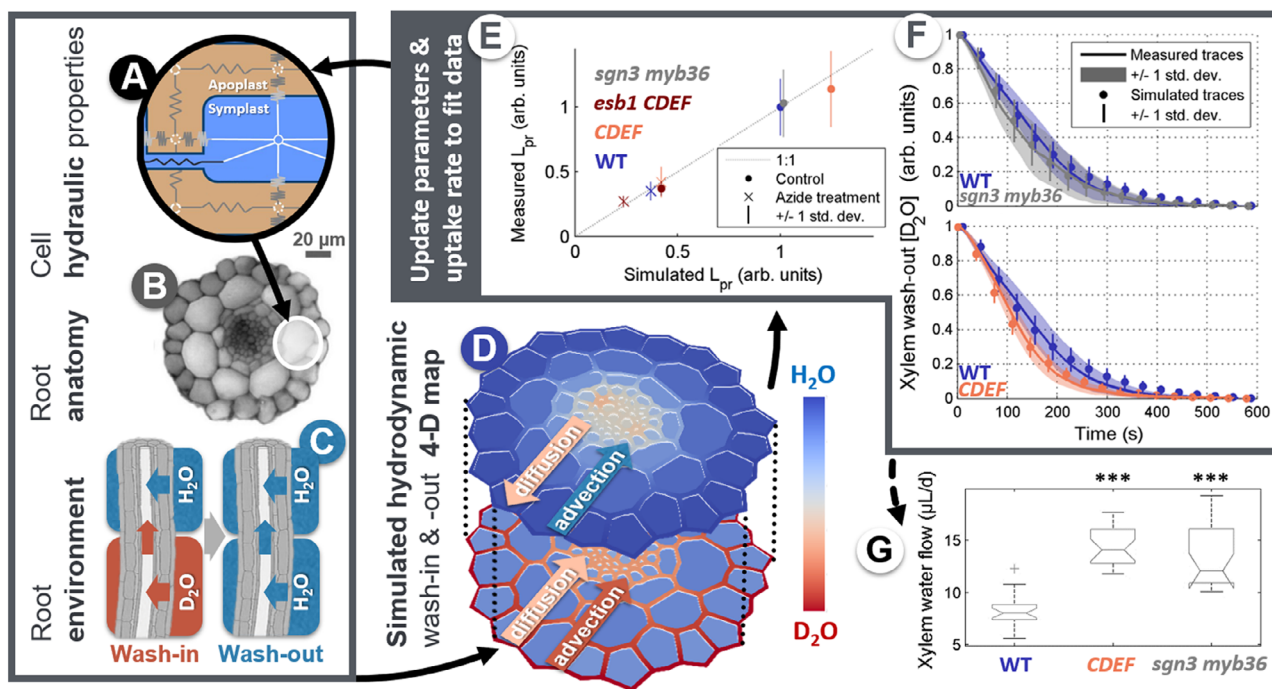 A
Apoplast
Symplast
20 µm
B
C
H₂O
D₂O
H₂O
H₂O
Wash-in
Wash-out
Cell
hydraulic properties
Root
anatomy
Root
environment
Update parameters &
uptake rate to fit data
E
sgn3 myb36
esb1 CDEF
CDEF
WT
1:1
Control
Azide treatment
+/- 1 std. dev.
Measured Lpr (arb. units)
1
0.5
0
0
0.5
1
Simulated Lpr (arb. units)
F
Measured traces
+/- 1 std. dev.
Simulated traces
+/- 1 std. dev.
1
0.8
0.6
0.4
0.2
0
WT
sgn3 myb36
Xylem wash-out [D₂O] (arb. units)
1
0.8
0.6
0.4
0.2
0
WT
CDEF
0
100
200
300
400
500
600
Time (s)
D
Simulated hydrodynamic
wash-in & -out 4-D map
diffusion
advection
diffusion
advection
H₂O
D₂O
G
Xylem water flow (µL/d)
15
10
5
***
***
WT
CDEF
sgn3 myb36